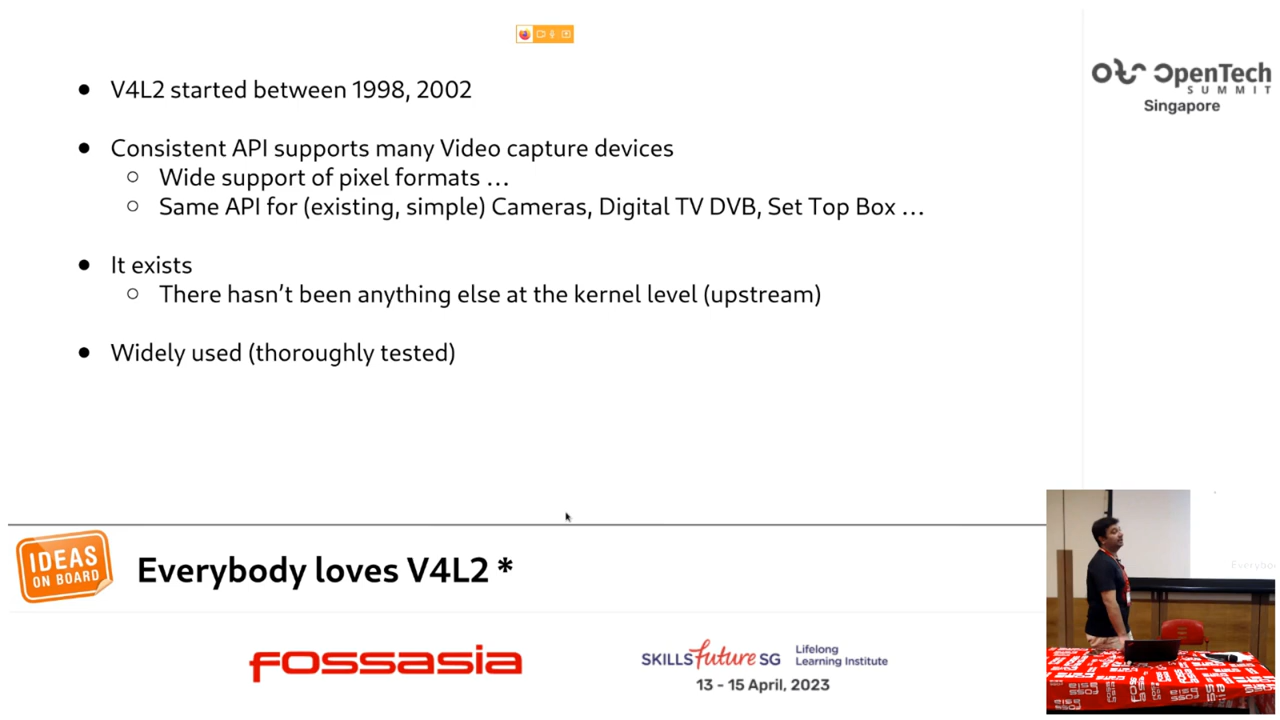 V4L2 started between 1998, 2002
Consistent API supports many Video capture devices
Wide support of pixel formats …
Same API for (existing, simple) Cameras, Digital TV DVB, Set Top Box …
It exists
There hasn't been anything else at the kernel level (upstream)
Widely used (thoroughly tested)
OpenTech
SUMMIT
Singapore
IDEAS
ON BOARD
Everybody loves V4L2 *
fossasia
SKILLSfuture SG
Lifelong
Learning Institute
13 - 15 April, 2023